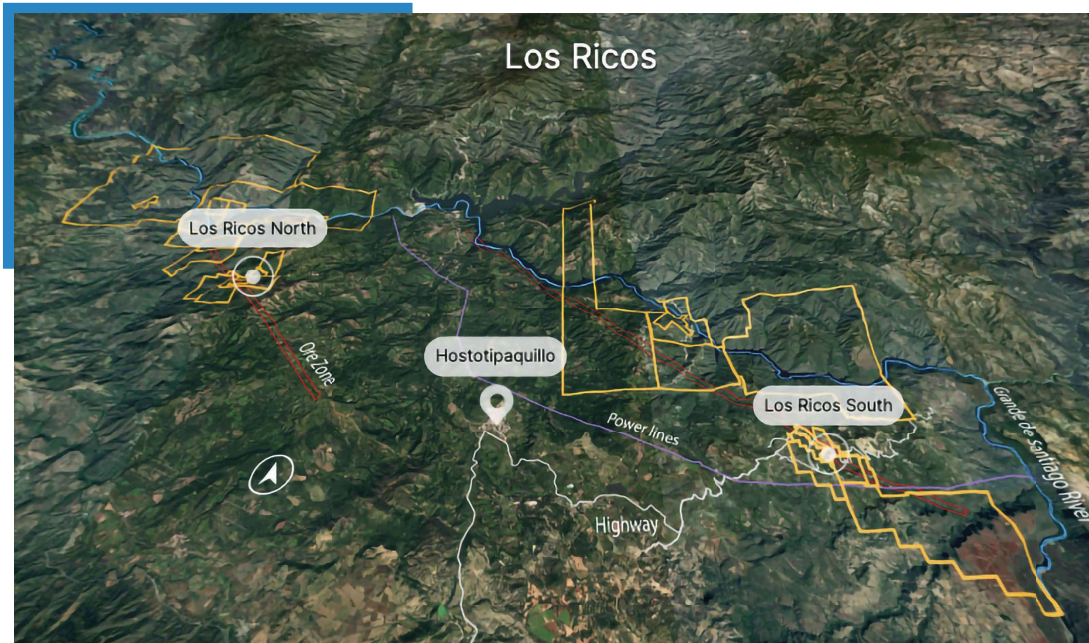 Los Ricos
Los Ricos North
Ore Zone
Hostotipaquillo
Power lines
Los Ricos South
Grande de Santiago River
Highway